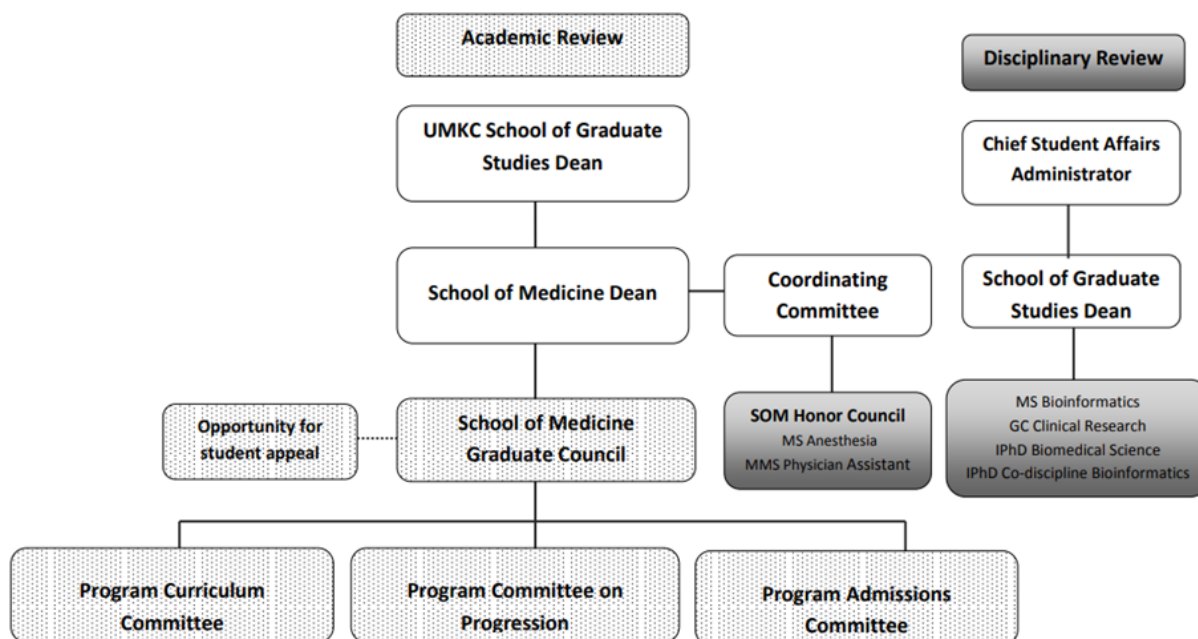 Academic Review
Disciplinary Review
UMKC School of Graduate
Studies Dean
Chief Student Affairs
Administrator
School of Medicine Dean
Coordinating
Committee
School of Graduate
Studies Dean
Opportunity for
student appeal
School of Medicine
Graduate Council
SOM Honor Council
MS Anesthesia
MMS Physician Assistant
MS Bioinformatics
GC Clinical Research
IPhD Biomedical Science
IPhD Co-discipline Bioinformatics
Program Curriculum
Committee
Program Committee on
Progression
Program Admissions
Committee